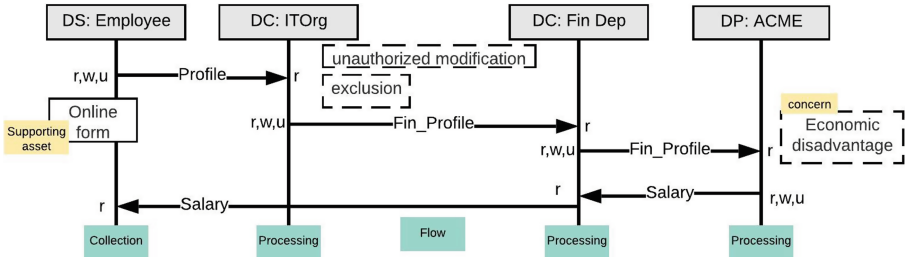 DS: Employee
DC: ITOrg
DC: Fin Dep
DP: ACME
unauthorized modification
r,w,u
Profile
r
exclusion
concern
Online
form
Supporting
asset
r,w,u
Fin_Profile
r
Economic
disadvantage
r,w,u
Fin_Profile
r
r
Salary
r,w,u
r
Salary
Collection
Processing
Flow
Processing
Processing